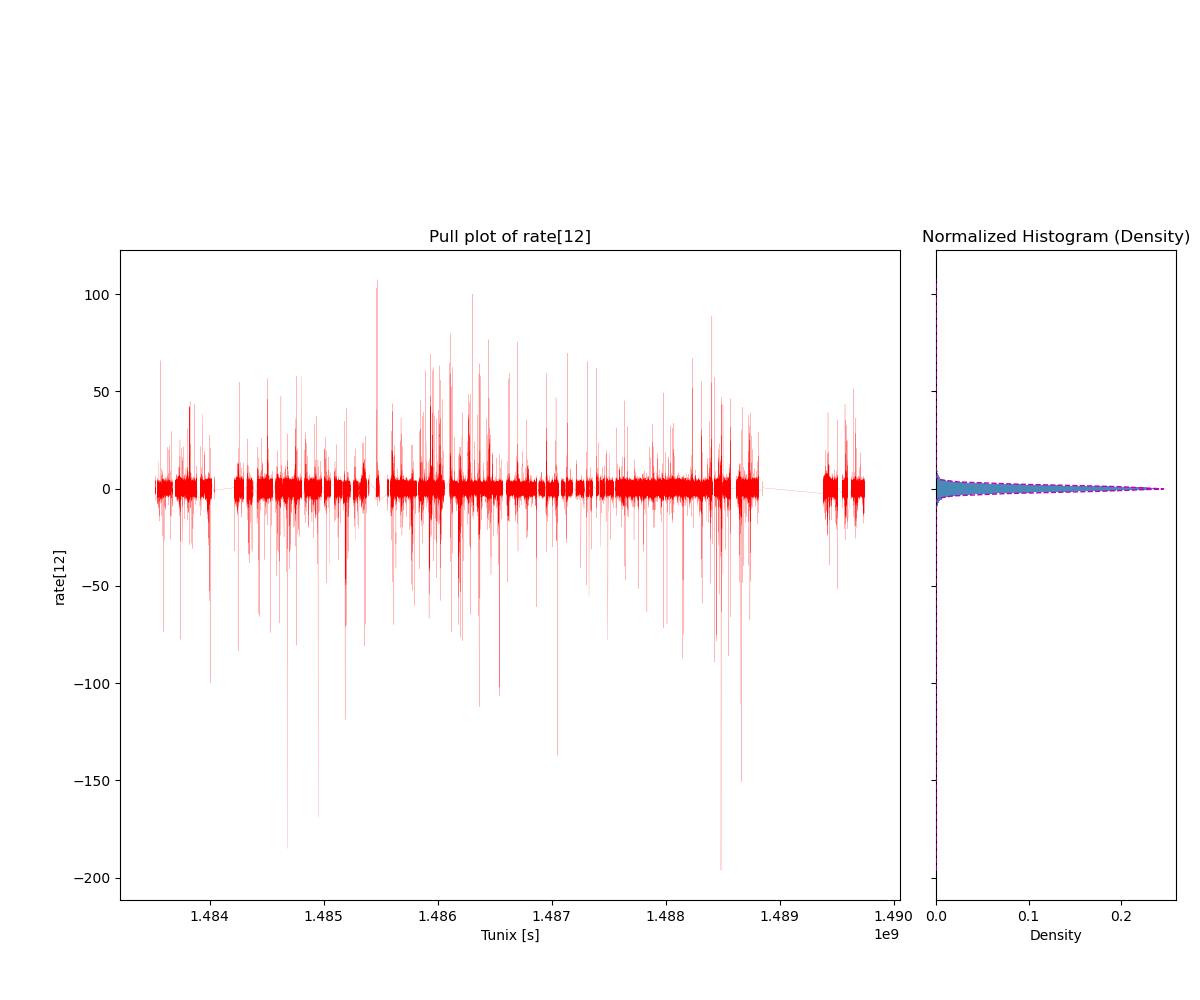 Pull plot of rate[12]
Normalized Histogram (Density)
rate[12]
100
50
0
−50
−100
−150
−200
1.484 1.485 1.486 1.487 1.488 1.489 1.490
1e9
Tunix [s]
0.0 0.1 0.2
Density